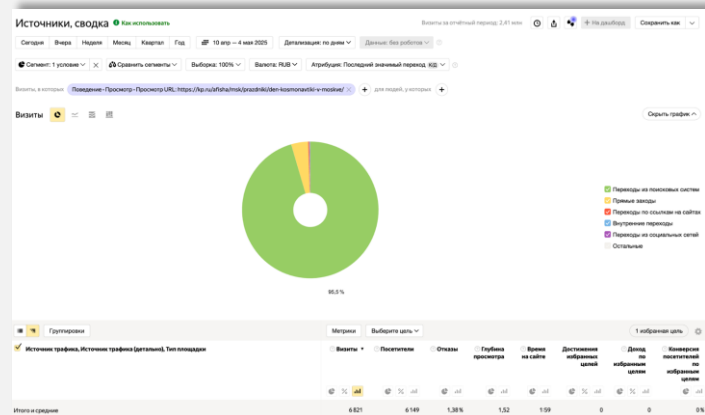 Источники, сводка Как использовать
Визиты за отчётный период: 2,41 млн
+ На дашборд Сохранить как
Сегодня Вчера Неделя Месяц Квартал Год 10 апр — 4 мая 2025 Детализация: по дням Данные: без роботов
Сегмент: 1 условие × Сравнить сегменты Выборка: 100% Валюта: RUB Атрибуция: Последний значимый переход КД
Визиты, в которых Поведение – Просмотр – Просмотр URL: https://kp.ru/afisha/msk/prazdniki/den-kosmonavtiki-v-moskve/ × + для людей, у которых +
Визиты Скрыть график
Переходы из поисковых систем
Прямые заходы
Переходы по ссылкам на сайтах
Внутренние переходы
Переходы из социальных сетей
Остальные
95,5 %
Группировки Метрики Выберите цель 1 избранная цель
Источник трафика, Источник трафика (детально), Тип площадки
Визиты Посетители Отказы Глубина просмотра Время на сайте Достижения избранных целей Доход по избранным целям Конверсия посетителей по избранным целям
Итого и средние 6 821 6 149 1,38 % 1,52 1:59 0 0 0 %